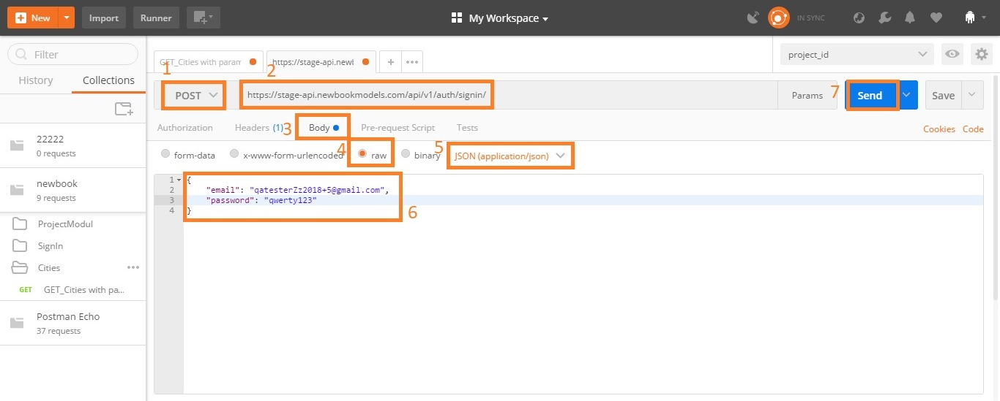 New Import Runner My Workspace IN SYNC
Filter
History Collections
22222
0 requests
newbook
9 requests
ProjectModul
SignIn
Cities
GET GET_Cities with pa...
Postman Echo
37 requests
GET_Cities with param https://stage-api.newl + ••• project_id
1 2 7
POST https://stage-api.newbookmodels.com/api/v1/auth/signin/ Params Send Save
3
Authorization Headers (1) Body Pre-request Script Tests Cookies Code
4 5
form-data x-www-form-urlencoded raw binary JSON (application/json)
1 {
2 "email": "qatesterZz2018+5@gmail.com",
3 "password": "qwerty123"
4 }
6